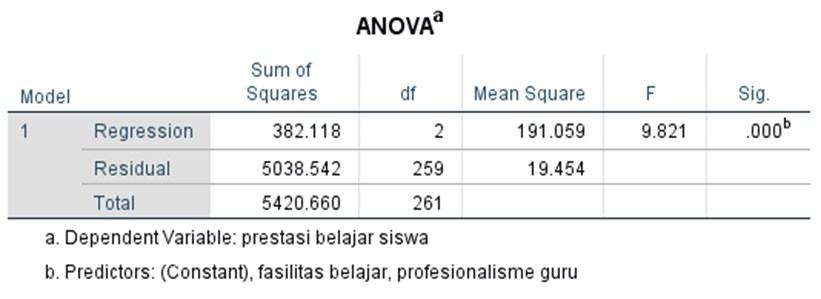 ANOVAa
Model Sum of Squares df Mean Square F Sig.
1 Regression 382.118 2 191.059 9.821 .000b
Residual 5038.542 259 19.454
Total 5420.660 261
a. Dependent Variable: prestasi belajar siswa
b. Predictors: (Constant), fasilitas belajar, profesionalisme guru